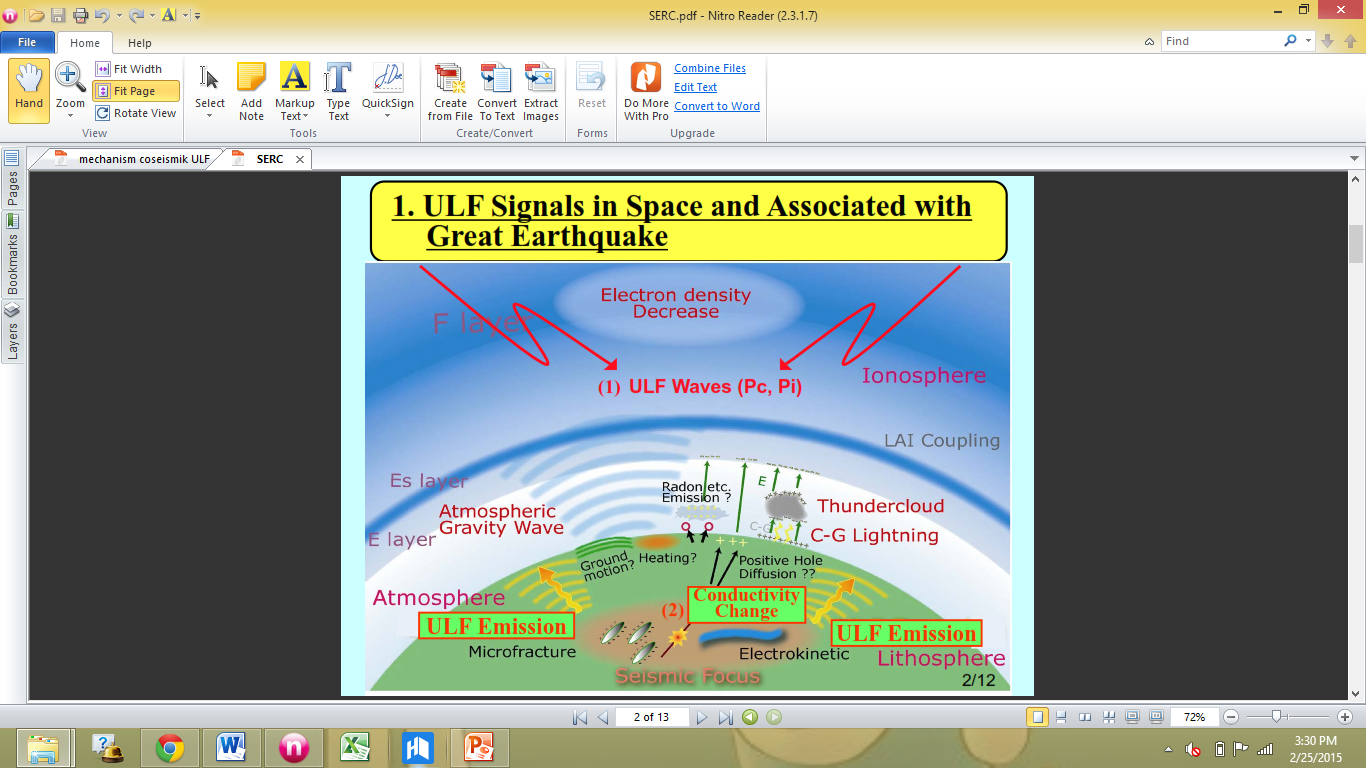 SERC.pdf - Nitro Reader (2.3.1.7)
File
Home
Help
Find
Hand
Zoom
Fit Width
Fit Page
Rotate View
View
Select
Add Note
Markup Text
Type Text
QuickSign
Tools
Create from File
Convert To Text
Extract Images
Create/Convert
Reset
Forms
Do More With Pro
Combine Files
Edit Text
Convert to Word
Upgrade
mechanism coseismik ULF
SERC
Pages
Bookmarks
Layers
1. ULF Signals in Space and Associated with
Great Earthquake
Electron density
Decrease
F layer
(1) ULF Waves (Pc, Pi)
Ionosphere
LAI Coupling
Es layer
Radon etc.
Emission ?
E
Thundercloud
Atmospheric
Gravity Wave
C-G
C-G Lightning
E layer
Ground
motion?
Heating?
Positive Hole
Diffusion ??
Atmosphere
(2)
Conductivity
Change
ULF Emission
ULF Emission
Microfracture
Electrokinetic
Lithosphere
Seismic Focus
2/12
2 of 13
72%
3:30 PM
2/25/2015